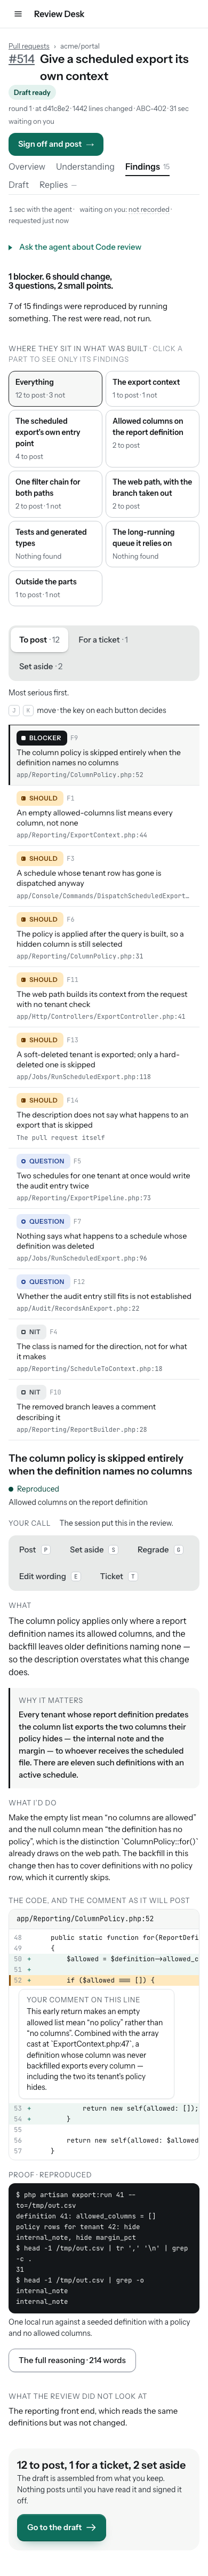 Review Desk
Pull requests › acme/portal
#514 Give a scheduled export its
own context
Draft ready
round 1 · at d41c8e2 · 1442 lines changed · ABC-402 · 31 sec
waiting on you
Sign off and post →
Overview Understanding Findings 15
Draft Replies —
1 sec with the agent · waiting on you: not recorded ·
requested just now
Ask the agent about Code review
1 blocker. 6 should change,
3 questions, 2 small points.
7 of 15 findings were produced by running
something. The rest were read, not run.
WHERE THEY SIT IN WHAT WAS BUILT · CLICK A
PART TO SEE ONLY ITS FINDINGS
Everything
12 to post · 3 not
The export context
1 to post · 1 not
The scheduled
export's own entry
point
4 to post
Allowed columns on
the report definition
2 to post
One filter chain for
both paths
2 to post · 1 not
The web path, with the
branch taken out
2 to post
Tests and generated
types
Nothing found
The long-running
queue it relies on
Nothing found
Outside the parts
1 to post · 1 not
To post · 12 For a ticket · 1
Set aside · 2
Most serious first.
J K move · the key on each button decides
BLOCKER F9
The column policy is skipped entirely when the
definition names no columns
app/Reporting/ColumnPolicy.php:52
SHOULD F1
An empty allowed-columns list means every
column, not none
app/Reporting/ExportContext.php:44
SHOULD F3
A schedule whose tenant row has gone is
dispatched anyway
app/Console/Commands/DispatchScheduledExport…
SHOULD F6
The policy is applied after the query is built, so a
hidden column is still selected
app/Reporting/ColumnPolicy.php:31
SHOULD F11
The web path builds its context from the request
with no tenant check
app/Http/Controllers/ExportController.php:41
SHOULD F13
A soft-deleted tenant is exported; only a hard-
deleted one is skipped
app/Jobs/RunScheduledExport.php:118
SHOULD F14
The description does not say what happens to an
export that is skipped
The pull request itself
QUESTION F5
Two schedules for one tenant at once would write
the audit entry twice
app/Reporting/ExportPipeline.php:73
QUESTION F7
Nothing says what happens to a schedule whose
definition was deleted
app/Jobs/RunScheduledExport.php:96
QUESTION F12
Whether the audit entry still fits is not established
app/Audit/RecordsAnExport.php:22
NIT F4
The class is named for the direction, not for what
it makes
app/Reporting/ScheduleToContext.php:18
NIT F10
The removed branch leaves a comment
describing it
app/Reporting/ReportBuilder.php:28
The column policy is skipped entirely
when the definition names no columns
Reproduced
Allowed columns on the report definition
YOUR CALL The session put this in the review.
Post P Set aside S Regrade G
Edit wording E Ticket T
WHAT
The column policy applies only where a report
definition names its allowed columns, and the
backfill leaves older definitions naming none —
so the description overstates what this change
does.
WHY IT MATTERS
Every tenant whose report definition predates
the column list exports the two columns their
policy hides — the internal note and the
margin — to whoever receives the scheduled
file. There are eleven such definitions with an
active schedule.
WHAT I'D DO
Make the empty list mean “no columns are allowed”
and the null column mean “the definition has no
policy”, which is the distinction `ColumnPolicy::for()`
already draws on the web path. The backfill in this
change then has to cover definitions with no policy
row, which it currently skips.
THE CODE, AND THE COMMENT AS IT WILL POST
app/Reporting/ColumnPolicy.php:52
48 public static function for(ReportDefi
49 {
50 + $allowed = $definition->allowed_c
51 +
52 + if ($allowed === []) {
YOUR COMMENT ON THIS LINE
This early return makes an empty
allowed list mean “no policy” rather than
“no columns”. Combined with the array
cast at `ExportContext.php:47`, a
definition whose column was never
backfilled exports every column —
including the two its tenant's policy
hides.
53 + return new self(allowed: []);
54 + }
55
56 return new self(allowed: $allowed
57 }
PROOF · REPRODUCED
$ php artisan export:run 41 --
to=/tmp/out.csv
definition 41: allowed_columns = []
policy rows for tenant 42: hide
internal_note, hide margin_pct
$ head -1 /tmp/out.csv | tr ',' '\n' | grep
-c .
31
$ head -1 /tmp/out.csv | grep -o
internal_note
internal_note
One local run against a seeded definition with a policy
and no allowed columns.
The full reasoning · 214 words
WHAT THE REVIEW DID NOT LOOK AT
The reporting front end, which reads the same
definitions but was not changed.
12 to post, 1 for a ticket, 2 set aside
The draft is assembled from what you keep.
Nothing posts until you have read it and signed it
off.
Go to the draft →